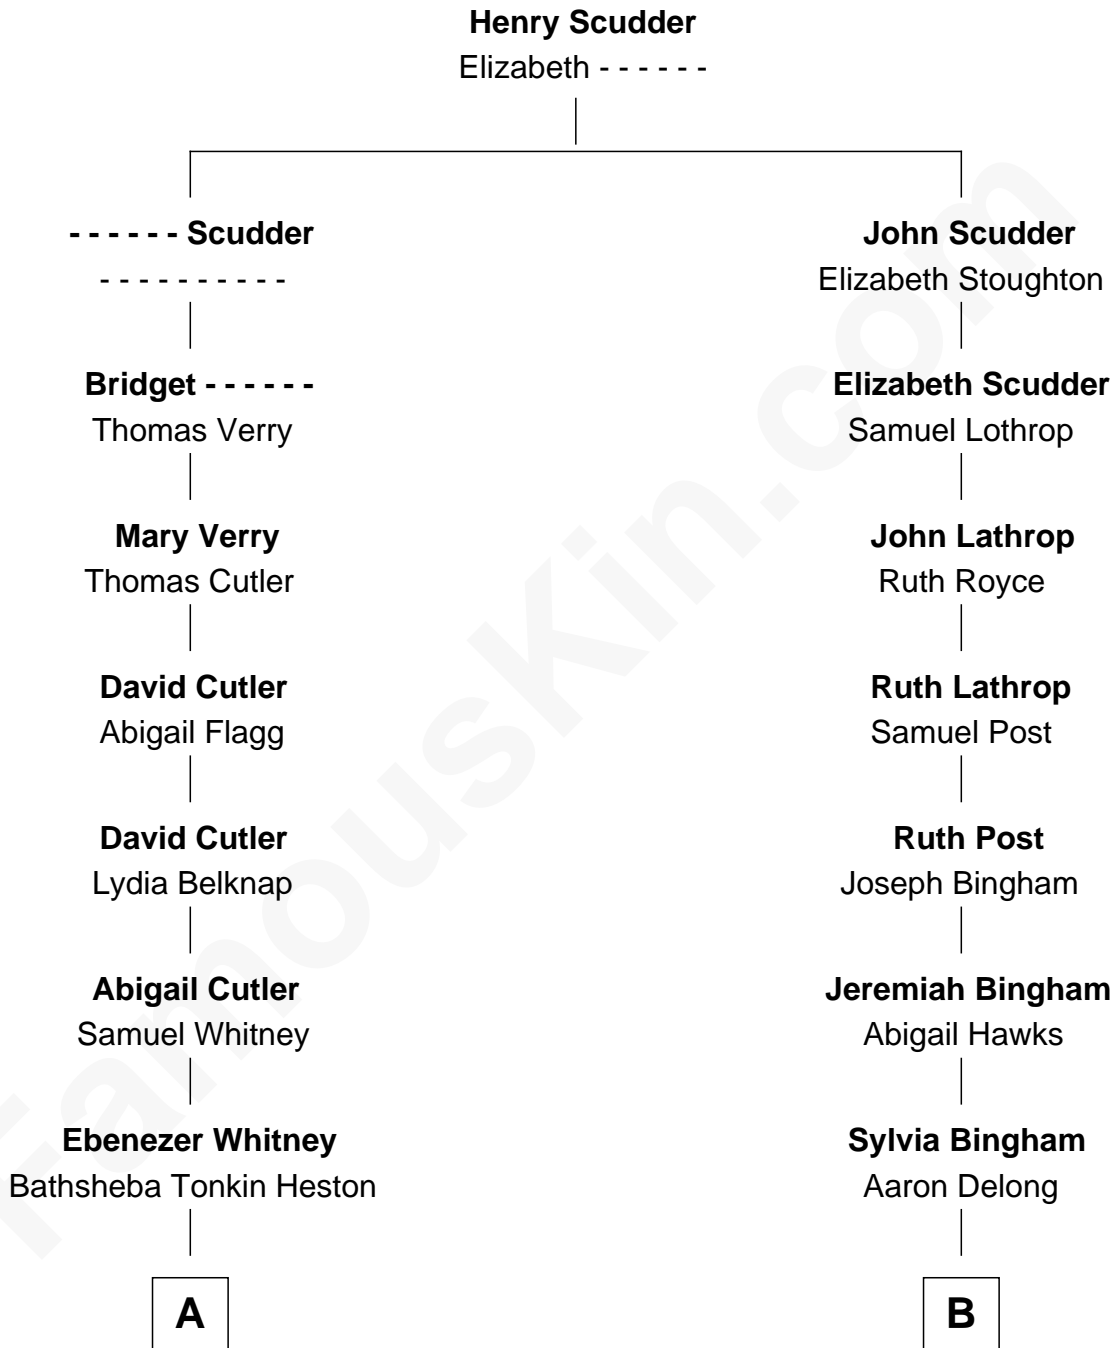 Henry Scudder
Elizabeth - - - - - -
- - - - - - Scudder
- - - - - - - - - -
John Scudder
Elizabeth Stoughton
Bridget - - - - - -
Thomas Verry
Elizabeth Scudder
Samuel Lothrop
Mary Verry
Thomas Cutler
John Lathrop
Ruth Royce
David Cutler
Abigail Flagg
Ruth Lathrop
Samuel Post
David Cutler
Lydia Belknap
Ruth Post
Joseph Bingham
Abigail Cutler
Samuel Whitney
Jeremiah Bingham
Abigail Hawks
Ebenezer Whitney
Bathsheba Tonkin Heston
Sylvia Bingham
Aaron Delong
A
B
FamousKin.com